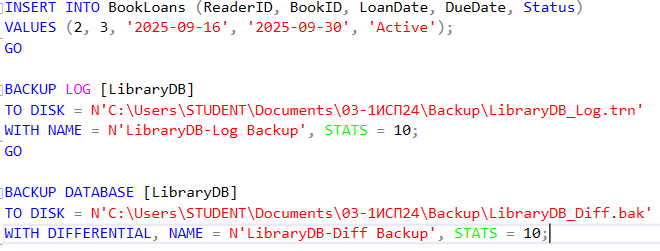 INSERT INTO BookLoans (ReaderID, BookID, LoanDate, DueDate, Status)
VALUES (2, 3, '2025-09-16', '2025-09-30', 'Active');
GO
BACKUP LOG [LibraryDB]
TO DISK = N'C:\Users\STUDENT\Documents\03-1ИСП24\Backup\LibraryDB_Log.trn'
WITH NAME = N'LibraryDB-Log Backup', STATS = 10;
GO
BACKUP DATABASE [LibraryDB]
TO DISK = N'C:\Users\STUDENT\Documents\03-1ИСП24\Backup\LibraryDB_Diff.bak'
WITH DIFFERENTIAL, NAME = N'LibraryDB-Diff Backup', STATS = 10;